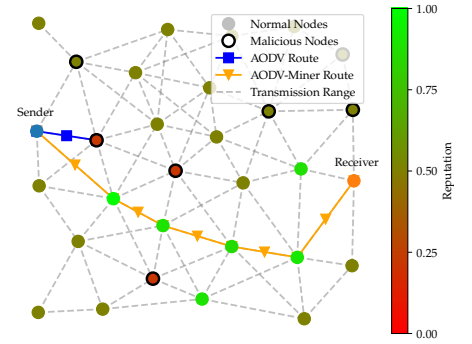 Normal Nodes
Malicious Nodes
AODV Route
AODV-Miner Route
Transmission Range
Sender
Receiver
1.00
0.75
0.50
0.25
0.00
Reputation